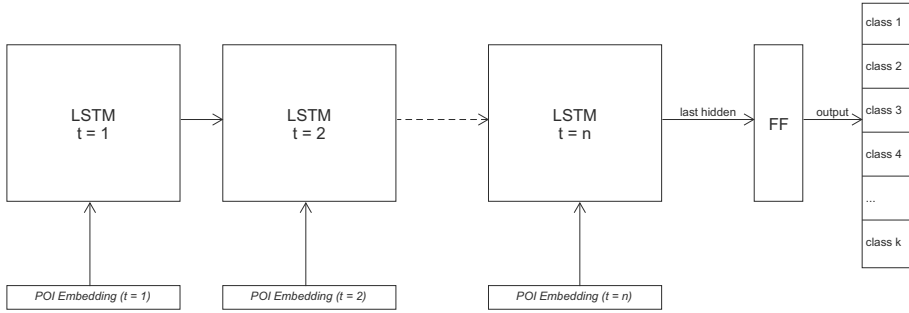 LSTM
t = 1
LSTM
t = 2
LSTM
t = n
last hidden
FF
output
class 1
class 2
class 3
class 4
...
class k
POI Embedding (t = 1)
POI Embedding (t = 2)
POI Embedding (t = n)